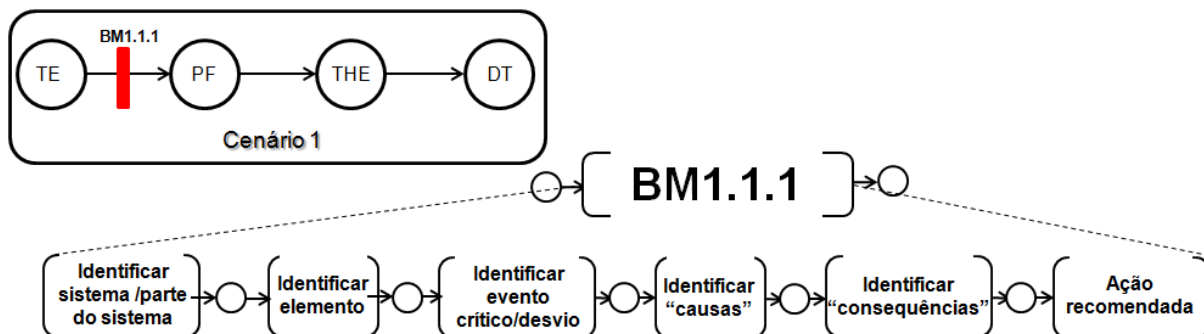 BM1.1.1
TE
PF
THE
DT
Cenário 1
BM1.1.1
Identificar
sistema /parte
do sistema
Identificar
elemento
Identificar
evento
crítico/desvio
Identificar
“causas”
Identificar
“consequências”
Ação
recomendada